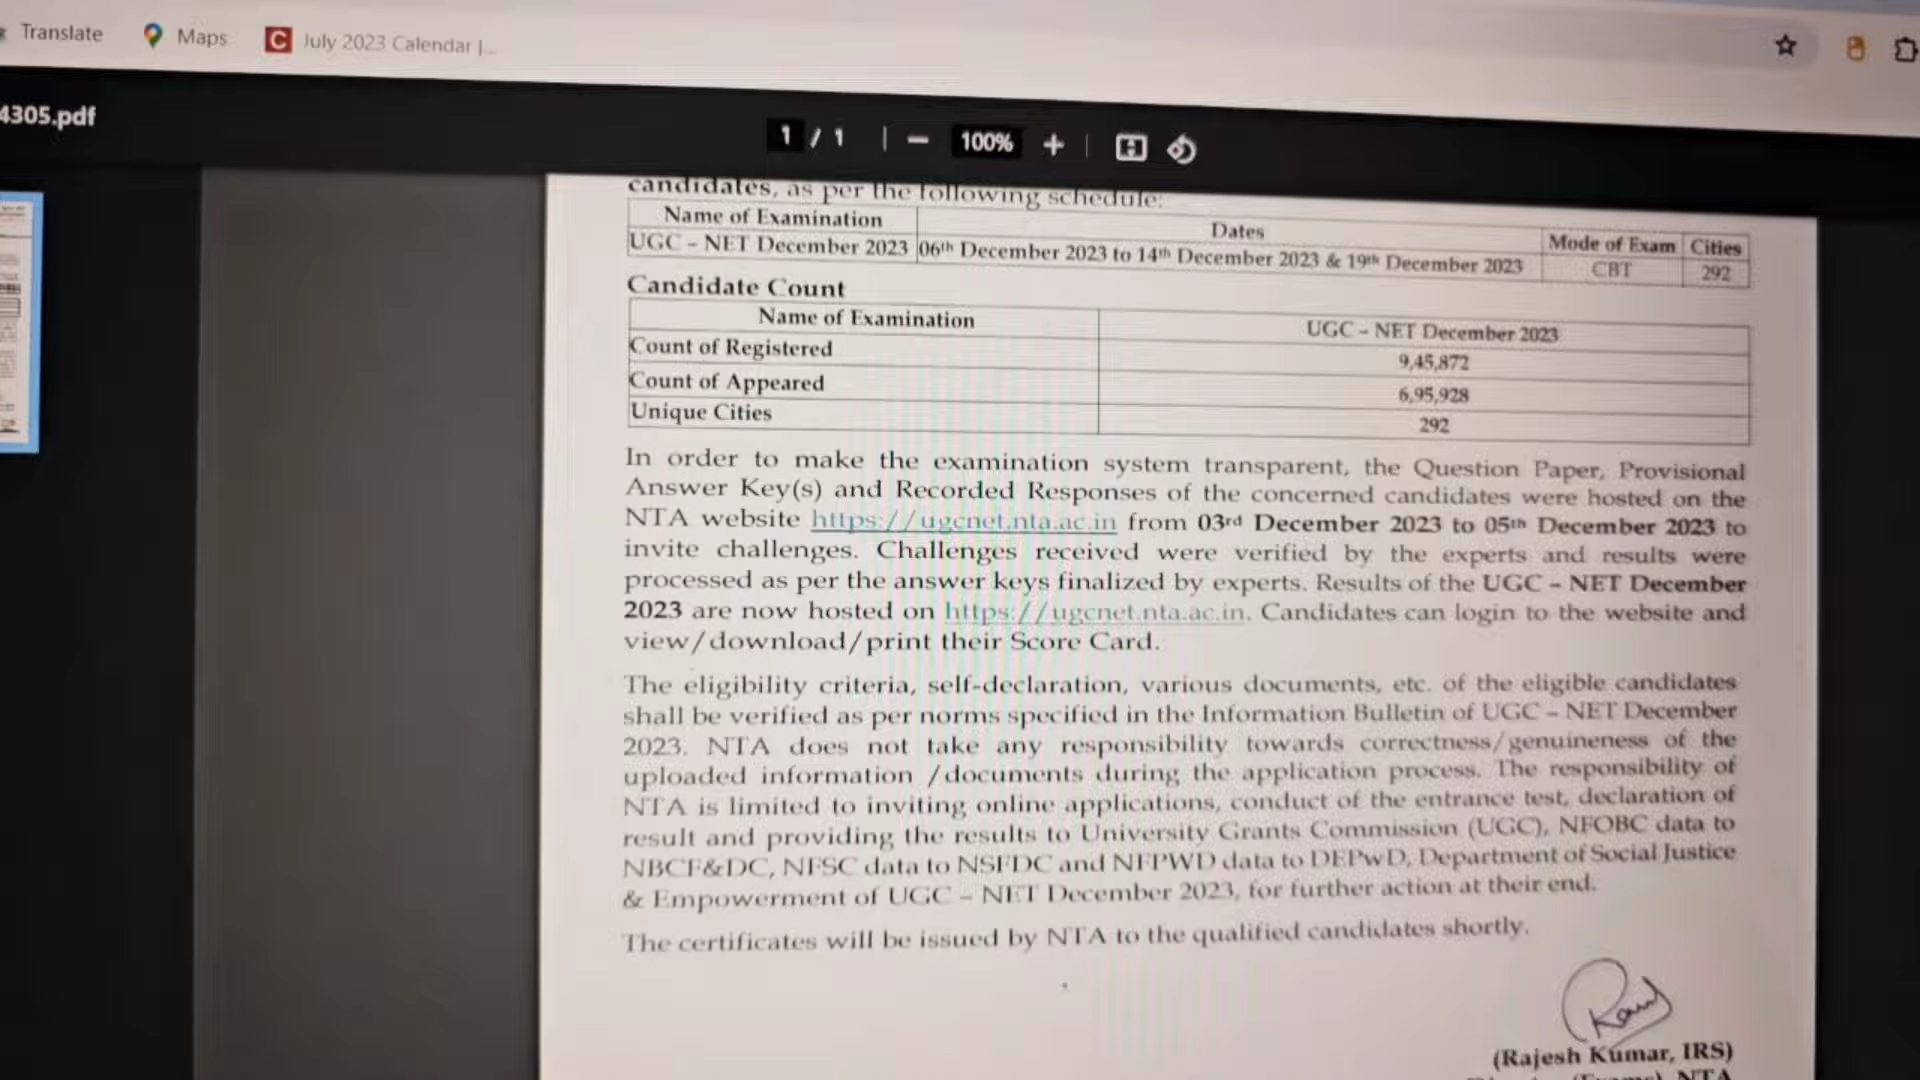 Translate
Maps
July 2023 Calendar |...
4305.pdf
1 / 1
100%
candidates, as per the following schedule:
Name of Examination Dates Mode of Exam Cities
UGC – NET December 2023 06th December 2023 to 14th December 2023 & 19th December 2023 CBT 292
Candidate Count
Name of Examination UGC – NET December 2023
Count of Registered 9,45,872
Count of Appeared 6,95,928
Unique Cities 292
In order to make the examination system transparent, the Question Paper, Provisional
Answer Key(s) and Recorded Responses of the concerned candidates were hosted on the
NTA website https://ugcnet.nta.ac.in from 03rd December 2023 to 05th December 2023 to
invite challenges. Challenges received were verified by the experts and results were
processed as per the answer keys finalized by experts. Results of the UGC – NET December
2023 are now hosted on https://ugcnet.nta.ac.in. Candidates can login to the website and
view/download/print their Score Card.
The eligibility criteria, self-declaration, various documents, etc. of the eligible candidates
shall be verified as per norms specified in the Information Bulletin of UGC – NET December
2023. NTA does not take any responsibility towards correctness/genuineness of the
uploaded information /documents during the application process. The responsibility of
NTA is limited to inviting online applications, conduct of the entrance test, declaration of
result and providing the results to University Grants Commission (UGC), NFOBC data to
NBCF&DC, NFSC data to NSFDC and NFPWD data to DEPwD, Department of Social Justice
& Empowerment of UGC – NET December 2023, for further action at their end.
The certificates will be issued by NTA to the qualified candidates shortly.
(Rajesh Kumar, IRS)
NTA